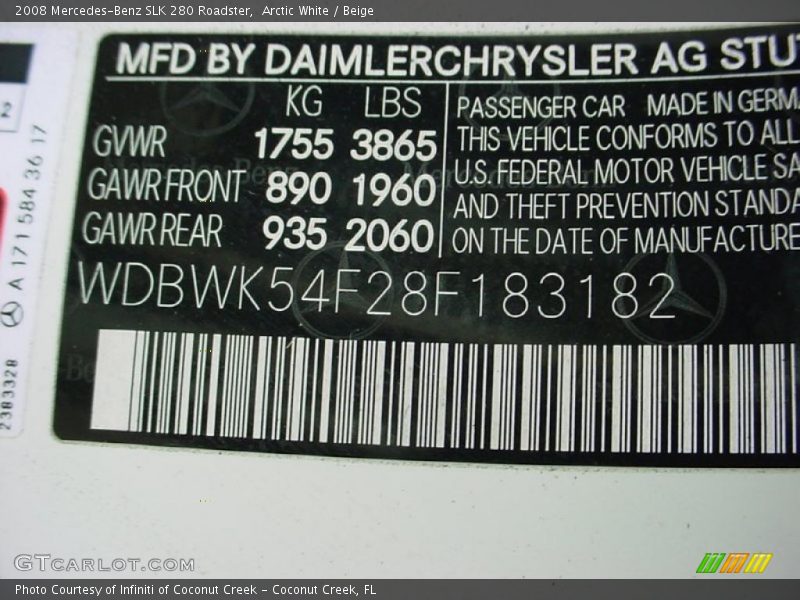 2008 Mercedes-Benz SLK 280 Roadster, Arctic White / Beige
MFD BY DAIMLERCHRYSLER AG STUT
KG LBS
GVWR 1755 3865
GAWR FRONT 890 1960
GAWR REAR 935 2060
PASSENGER CAR MADE IN GERMA
THIS VEHICLE CONFORMS TO ALL
U.S. FEDERAL MOTOR VEHICLE SA
AND THEFT PREVENTION STANDA
ON THE DATE OF MANUFACTURE
WDBWK54F28F183182
A 171 584 36 17
2383328
2
GTCARLOT.COM
Photo Courtesy of Infiniti of Coconut Creek - Coconut Creek, FL